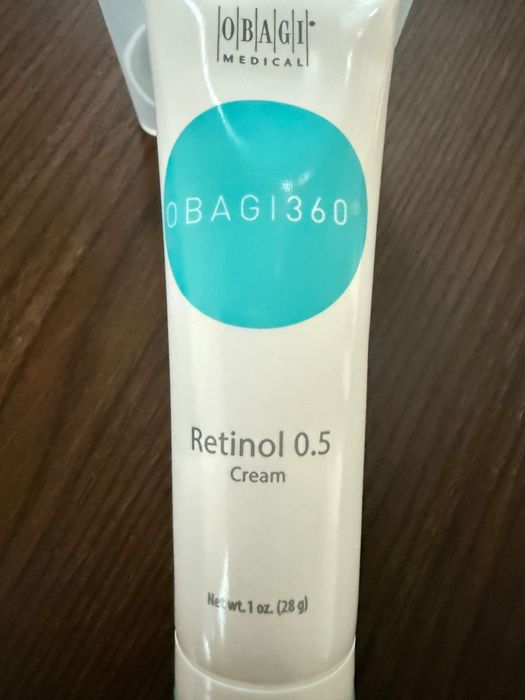 OBAGI
MEDICAL
OBAGI360®
Retinol 0.5
Cream
Net wt. 1 oz. (28 g)